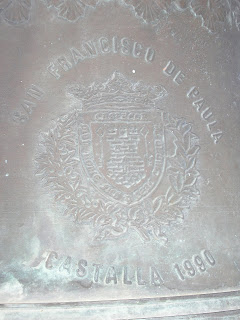 SAN FRANCISCO DE PAULA
CASTALLA 1990